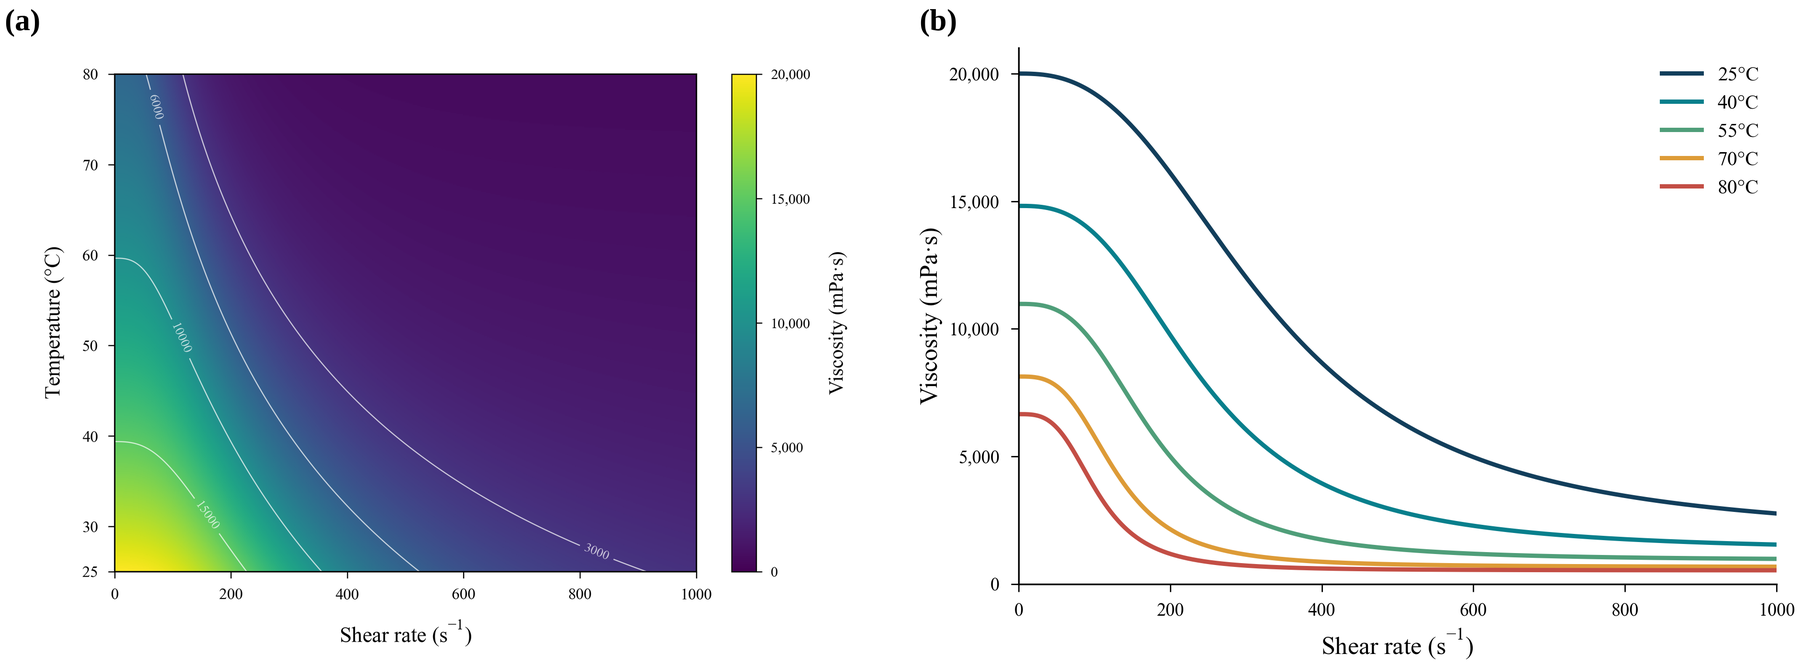 (a)
80
70
60
50
40
30
25
Temperature (°C)
6000
10000
15000
3000
0
200
400
600
800
1000
Shear rate (s⁻¹)
20,000
15,000
10,000
5,000
0
Viscosity (mPa·s)
(b)
20,000
15,000
10,000
5,000
0
Viscosity (mPa·s)
25°C
40°C
55°C
70°C
80°C
0
200
400
600
800
1000
Shear rate (s⁻¹)